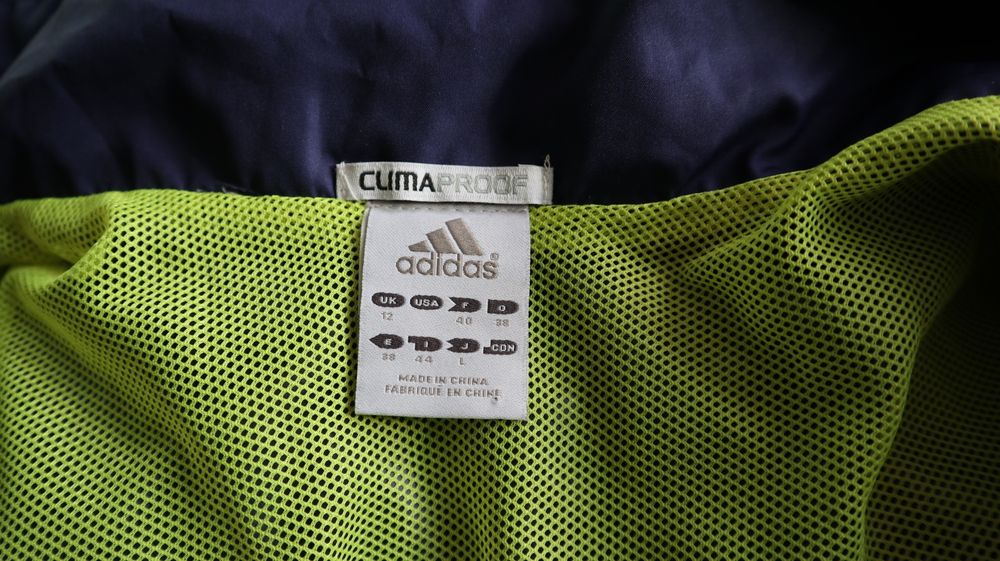 CLIMAPROOF
adidas®
UK USA F D
12 40 38
E I J CDN
38 44 L
MADE IN CHINA
FABRIQUÉ EN CHINE